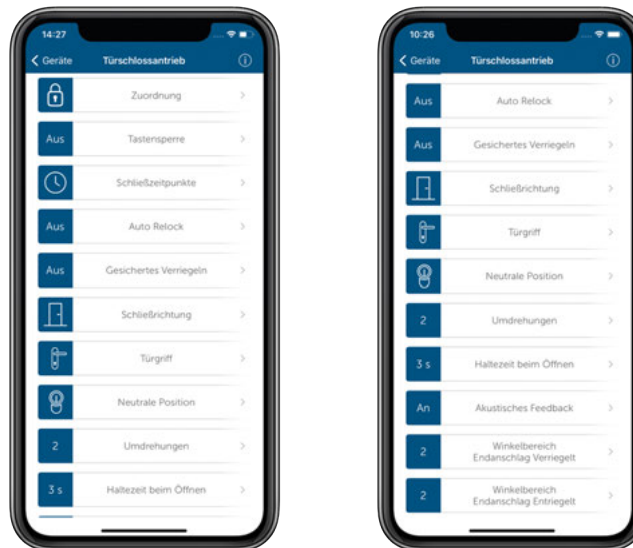 14:27
Geräte
Türschlossantrieb
Zuordnung
Aus
Tastensperre
Schließzeitpunkte
Aus
Auto Relock
Aus
Gesichertes Verriegeln
Schließrichtung
Türgriff
Neutrale Position
2
Umdrehungen
3 s
Haltezeit beim Öffnen
10:26
Geräte
Türschlossantrieb
Aus
Auto Relock
Aus
Gesichertes Verriegeln
Schließrichtung
Türgriff
Neutrale Position
2
Umdrehungen
3 s
Haltezeit beim Öffnen
An
Akustisches Feedback
2
Winkelbereich
Endanschlag Verriegelt
2
Winkelbereich
Endanschlag Entriegelt